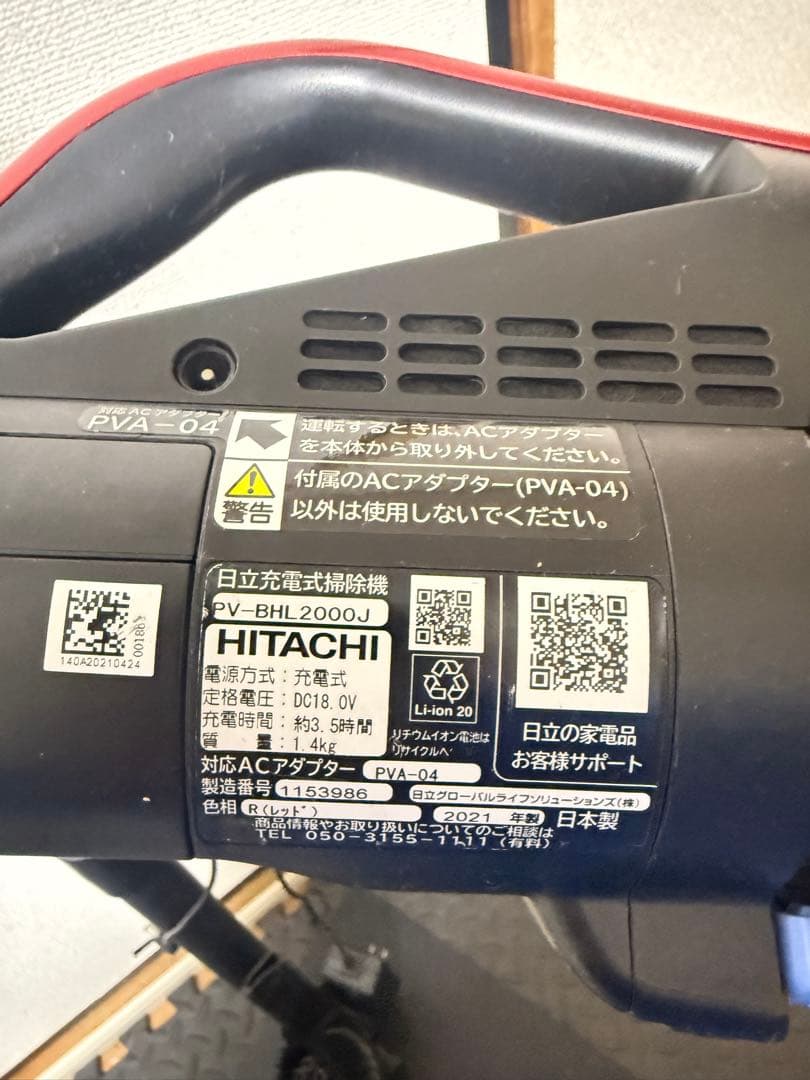 対応ACアダプター
PVA-04
運転するときは、ACアダプター
を本体から取り外してください。
警告
付属のACアダプター(PVA-04)
以外は使用しないでください。
140A20210424
日立充電式掃除機
PV-BHL2000J
HITACHI
電源方式：充電式
定格電圧：DC18.0V
充電時間：約3.5時間
質　　量：1.4kg
Li-ion 20
リチウムイオン電池は
リサイクルへ
日立の家電品
お客様サポート
対応ACアダプター PVA-04
製造番号 1153986 日立グローバルライフソリューションズ(株)
色相 R(レッド) 2021 年製 日本製
商品情報やお取り扱いについてのご相談は
TEL 050-3155-1111(有料)